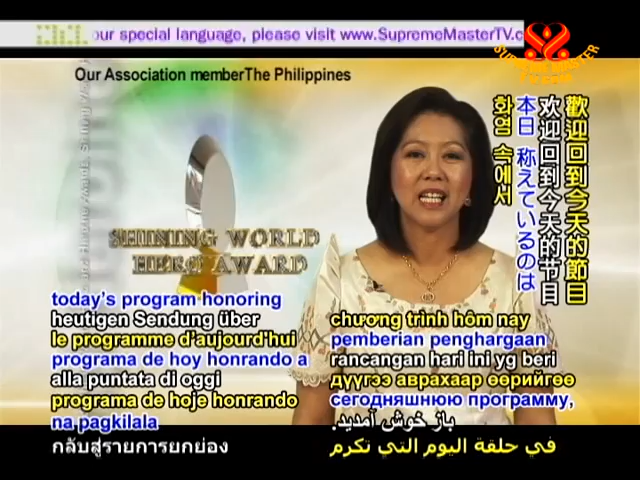 our special language, please visit www.SupremeMasterTV.c
SUPREME MASTER
Our Association memberThe Philippines
歡迎回到今天的節目
欢迎回到今天的节目
本日 称えているのは
화염 속에서
SHINING WORLD
HERO AWARD
today's program honoring
heutigen Sendung über
le programme d'aujourd'hui
programa de hoy honrando a
alla puntata di oggi
programa de hoje honrando
na pagkilala
กลับสู่รายการยกย่อง
chương trình hôm nay
pemberian penghargaan
rancangan hari ini yg beri
дүүгээ аврахаар өөрийгөө
сегодняшнюю программу,
باز خوش آمدید.
في حلقة اليوم التي تكرم